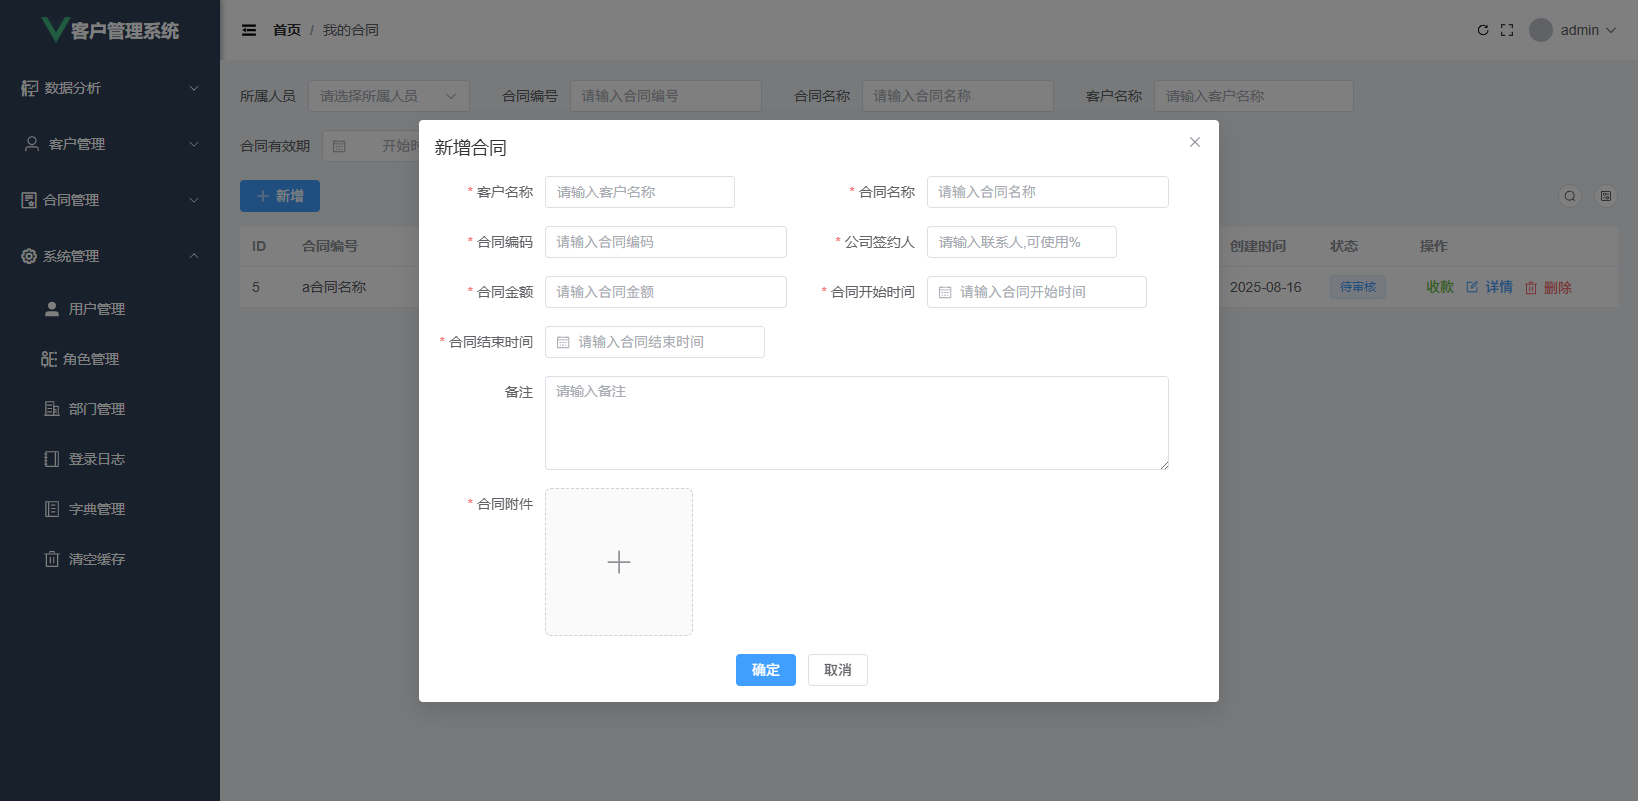 客户管理系统
首页 / 我的合同
admin
数据分析
客户管理
合同管理
系统管理
用户管理
角色管理
部门管理
登录日志
字典管理
清空缓存
所属人员 请选择所属人员 合同编号 请输入合同编号 合同名称 请输入合同名称 客户名称 请输入客户名称
合同有效期 开始时
新增
ID 合同编号 创建时间 状态 操作
5 a合同名称 2025-08-16 待审核 收款 详情 删除
新增合同
* 客户名称 请输入客户名称 * 合同名称 请输入合同名称
* 合同编码 请输入合同编码 * 公司签约人 请输入联系人,可使用%
* 合同金额 请输入合同金额 * 合同开始时间 请输入合同开始时间
* 合同结束时间 请输入合同结束时间
备注 请输入备注
* 合同附件
确定 取消